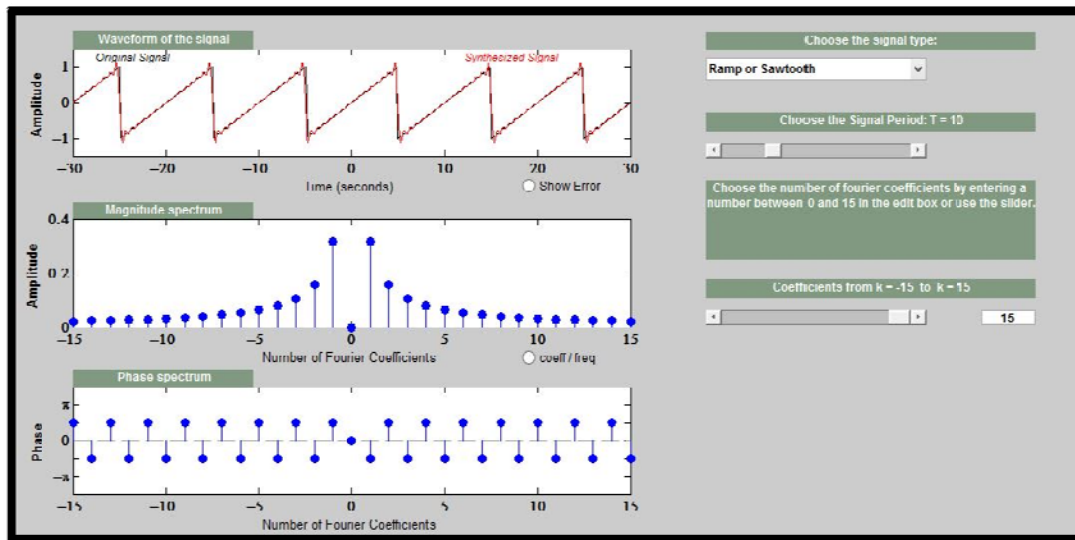 Waveform of the signal
Original Signal
Synthesized Signal
Amplitude
1
0
−1
−30
−20
−10
0
10
20
30
Time (seconds)
Show Error
Magnitude spectrum
Amplitude
0.4
0.2
0
−15
−10
−5
0
5
10
15
Number of Fourier Coefficients
coeff / freq
Phase spectrum
Phase
π
0
−π
−15
−10
−5
0
5
10
15
Number of Fourier Coefficients
Choose the signal type:
Ramp or Sawtooth
Choose the Signal Period: T = 10
Choose the number of fourier coefficients by entering a
number between 0 and 15 in the edit box or use the slider.
Coefficients from k = -15 to k = 15
15